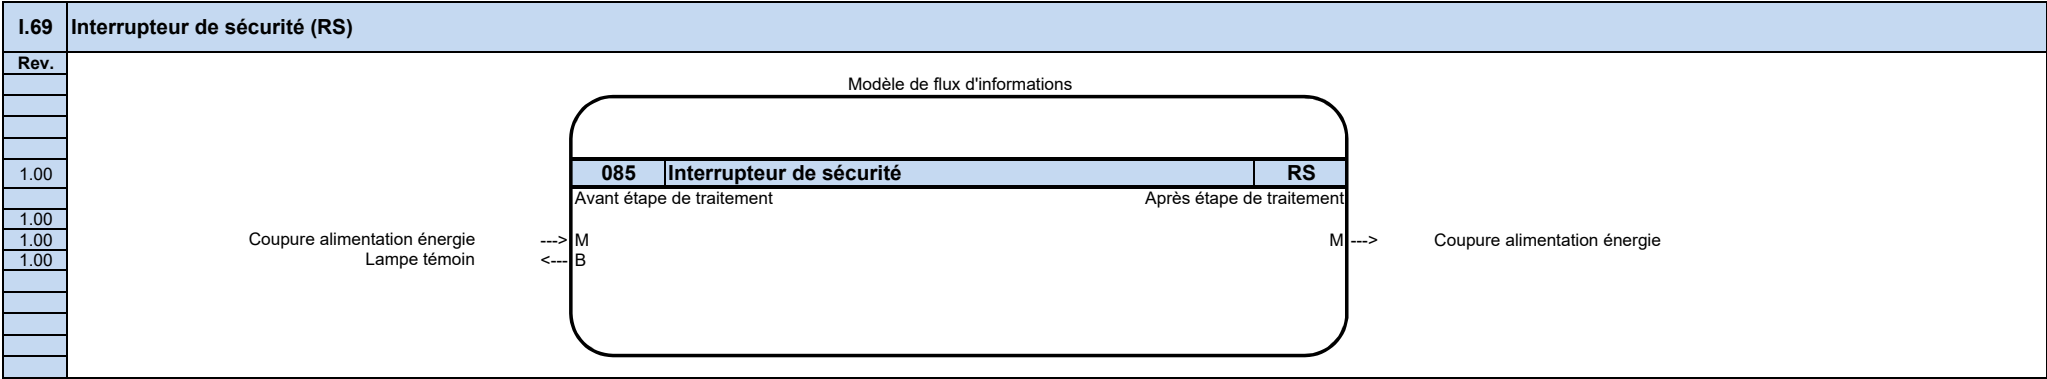 I.69 Interrupteur de sécurité (RS)
Rev.
Modèle de flux d'informations
1.00 085 Interrupteur de sécurité RS
Avant étape de traitement Après étape de traitement
1.00
1.00 Coupure alimentation énergie ---> M M ---> Coupure alimentation énergie
1.00 Lampe témoin <--- B